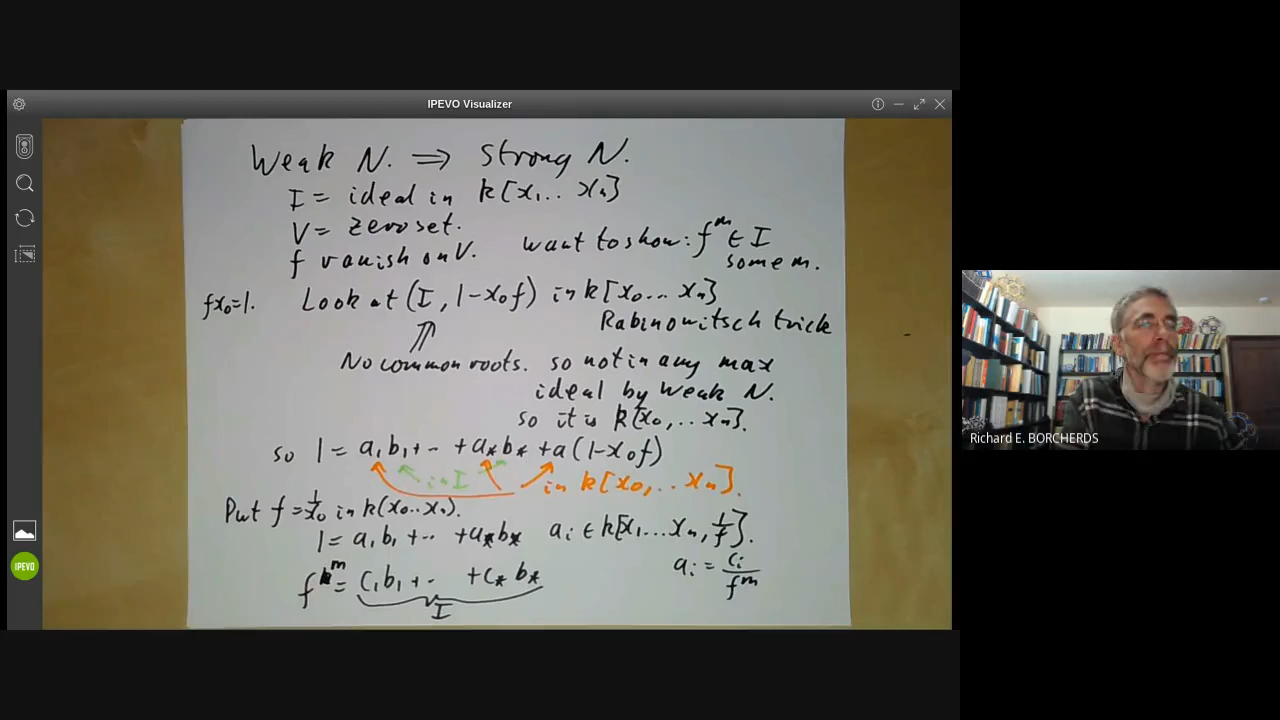 IPEVO Visualizer
Weak N. ⇒ Strong N.
I = ideal in k[x₁.. xₙ]
V = zero set.
f vanish on V. want to show: fᵐ ∈ I
some m.
fx₀=1. Look at (I, 1-x₀f) in k[x₀... xₙ]
Rabinowitsch trick
⇑
No common roots. so not in any max
ideal by weak N.
so it is k[x₀,.. xₙ].
so 1 = a₁b₁+·· +a*b* +a(1-x₀f)
in I in k[x₀,.. xₙ].
Put f = 1/x₀ in k(x₀..xₙ).
1 = a₁b₁ +·· +a*b* aᵢ ∈ k[x₁...xₙ, 1/f].
aᵢ = cᵢ/fᵐ
fᵐ = c₁b₁ +·· +c* b*
I
Richard E. BORCHERDS
IPEVO